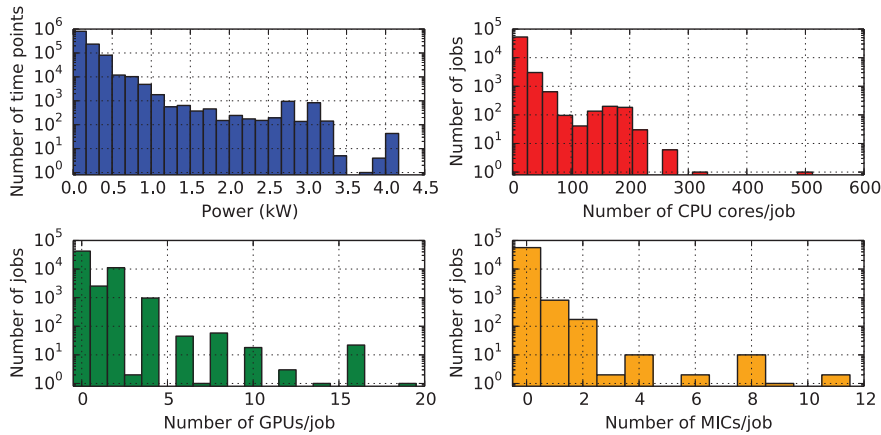 Number of time points
10^6
10^5
10^4
10^3
10^2
10^1
10^0
0.0 0.5 1.0 1.5 2.0 2.5 3.0 3.5 4.0 4.5
Power (kW)
Number of jobs
10^5
10^4
10^3
10^2
10^1
10^0
0 100 200 300 400 500 600
Number of CPU cores/job
Number of jobs
10^5
10^4
10^3
10^2
10^1
10^0
0 5 10 15 20
Number of GPUs/job
Number of jobs
10^5
10^4
10^3
10^2
10^1
10^0
0 2 4 6 8 10 12
Number of MICs/job